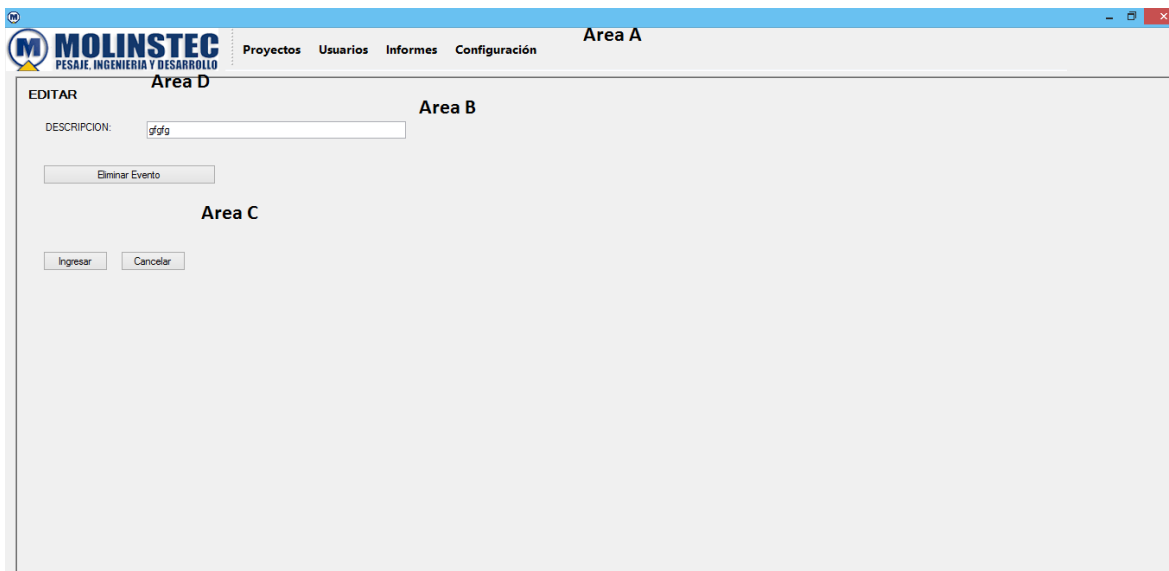 M MOLINSTEC
PESAJE, INGENIERIA Y DESARROLLO
Proyectos Usuarios Informes Configuración
Area A
Area D
EDITAR
Area B
DESCRIPCION: gfgfg
Eliminar Evento
Area C
Ingresar Cancelar